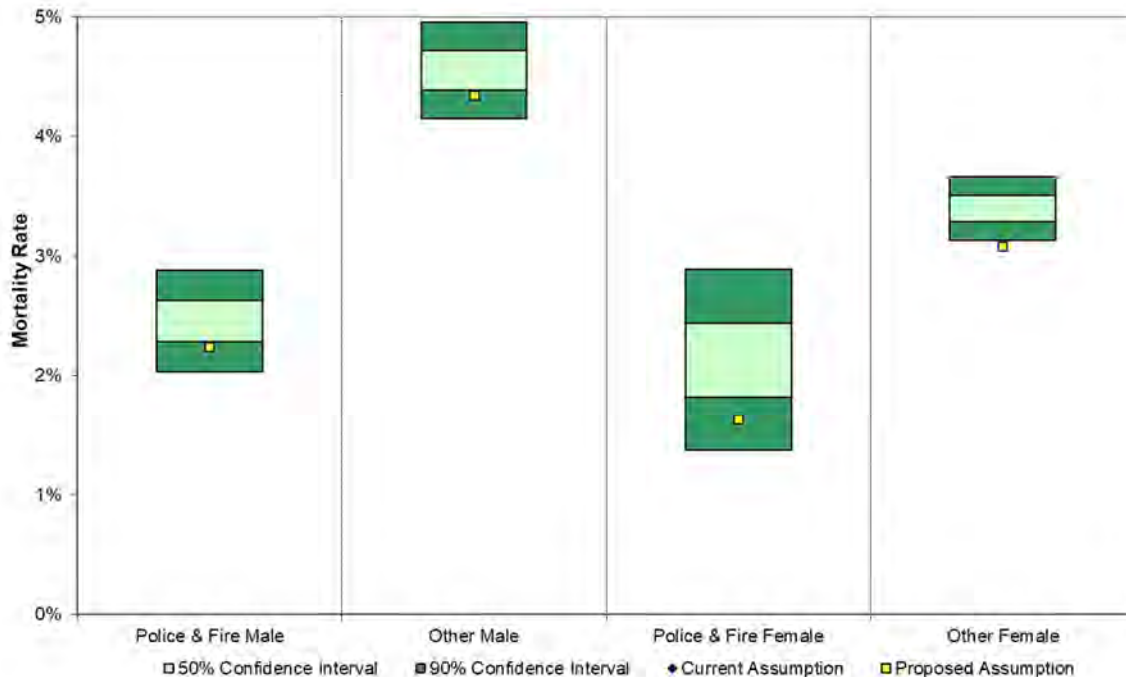 5%
4%
3%
2%
1%
0%
Mortality Rate
Police & Fire Male Other Male Police & Fire Female Other Female
50% Confidence Interval 90% Confidence Interval Current Assumption Proposed Assumption